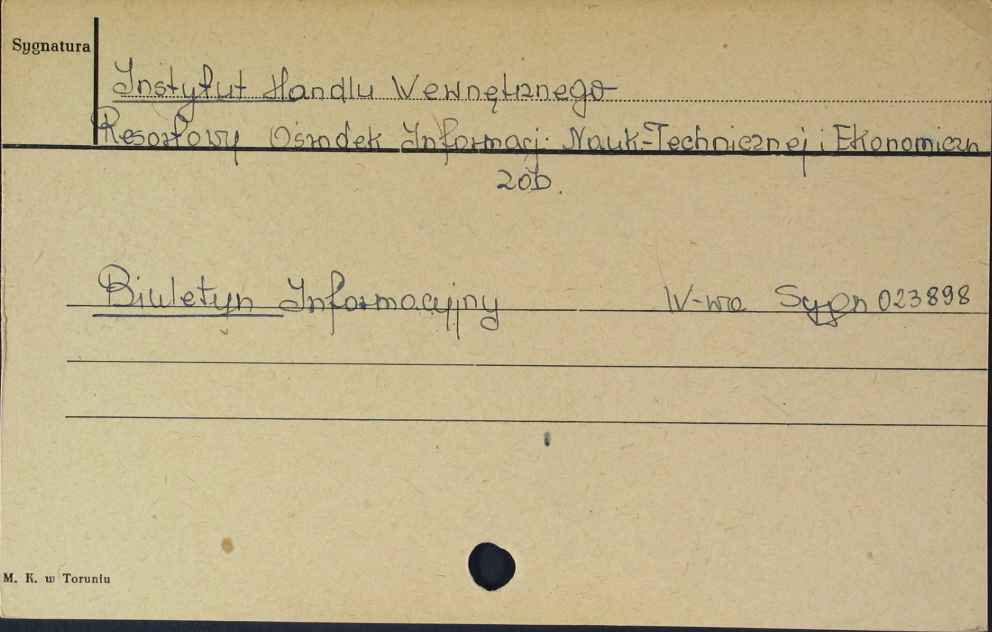 Sygnatura
Instytut Handlu Wewnętrznego
Resortowy Ośrodek Informacji Nauk-Technicznej i Ekonomiczn
zob.
Biuletyn Informacyjny W-wa Sygn 023898
M. K. w Toruniu